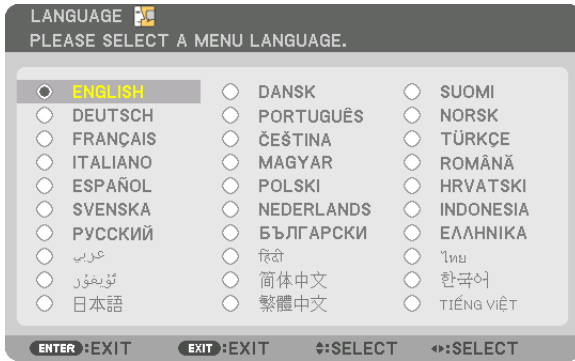 LANGUAGE
PLEASE SELECT A MENU LANGUAGE.
ENGLISH DANSK SUOMI
DEUTSCH PORTUGUÊS NORSK
FRANÇAIS ČEŠTINA TÜRKÇE
ITALIANO MAGYAR ROMÂNĂ
ESPAÑOL POLSKI HRVATSKI
SVENSKA NEDERLANDS INDONESIA
РУССКИЙ БЪЛГАРСКИ ΕΛΛΗΝΙΚΑ
عربي हिंदी ไทย
ئۇيغۇر 简体中文 한국어
日本語 繁體中文 TIẾNG VIỆT
ENTER :EXIT EXIT :EXIT :SELECT :SELECT